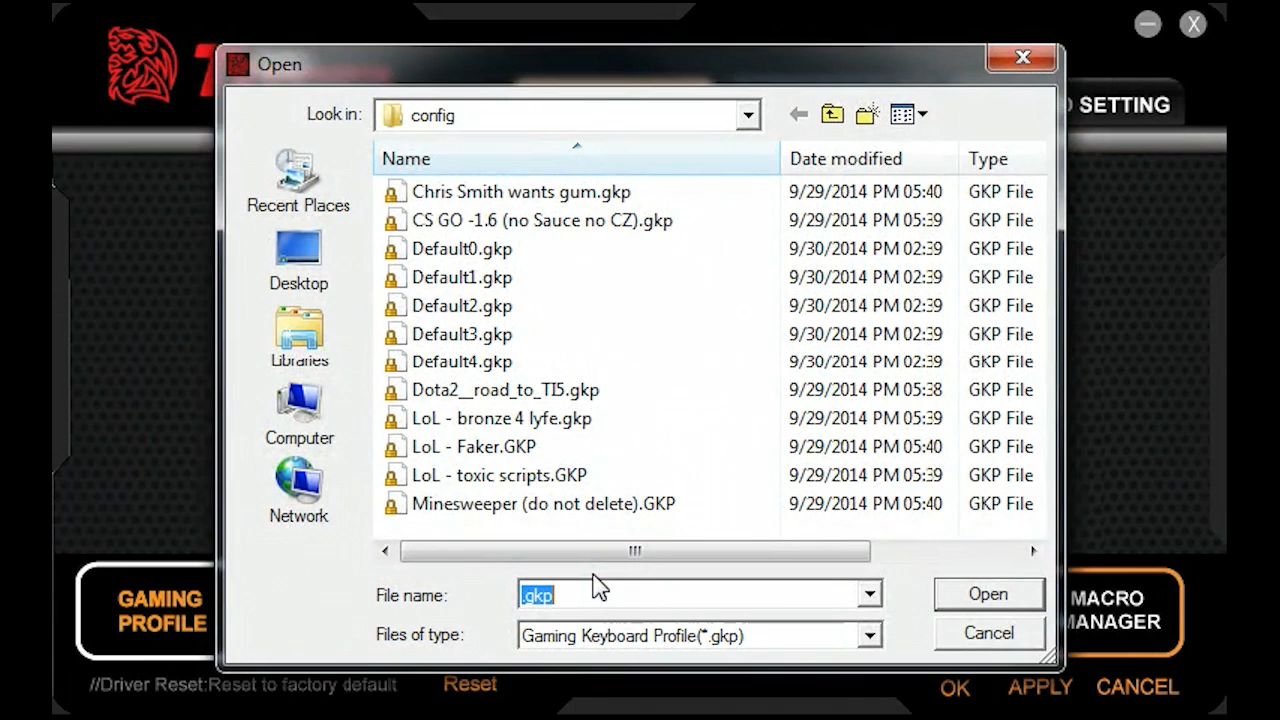 X
Open
SETTING
Look in: config
Name Date modified Type
Chris Smith wants gum.gkp 9/29/2014 PM 05:40 GKP File
CS GO -1.6 (no Sauce no CZ).gkp 9/29/2014 PM 05:39 GKP File
Default0.gkp 9/30/2014 PM 02:39 GKP File
Default1.gkp 9/30/2014 PM 02:39 GKP File
Default2.gkp 9/30/2014 PM 02:39 GKP File
Default3.gkp 9/30/2014 PM 02:39 GKP File
Default4.gkp 9/30/2014 PM 02:39 GKP File
Dota2__road_to_TI5.gkp 9/29/2014 PM 05:38 GKP File
LoL - bronze 4 lyfe.gkp 9/29/2014 PM 05:39 GKP File
LoL - Faker.GKP 9/29/2014 PM 05:40 GKP File
LoL - toxic scripts.GKP 9/29/2014 PM 05:39 GKP File
Minesweeper (do not delete).GKP 9/29/2014 PM 05:40 GKP File
Recent Places
Desktop
Libraries
Computer
Network
File name: .gkp Open
Files of type: Gaming Keyboard Profile(*.gkp) Cancel
GAMING
PROFILE
MACRO
MANAGER
//Driver Reset:Reset to factory default Reset
OK APPLY CANCEL